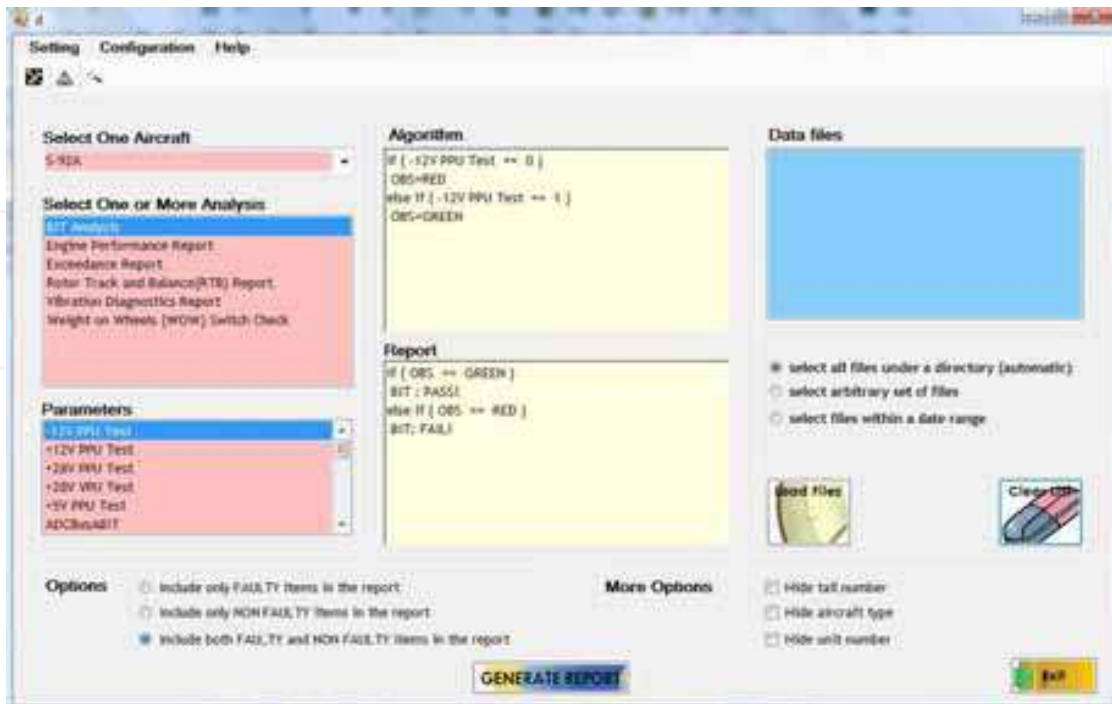 Setting Configuration Help
Select One Aircraft
S-92A
Select One or More Analysis
BIT Analysis
Engine Performance Report
Exceedance Report
Rotor Track and Balance(RTB) Report
Vibration Diagnostics Report
Weight on Wheels (WOW) Switch Check
Parameters
-12V PPU Test
+12V PPU Test
+28V PPU Test
+28V VPU Test
+5V PPU Test
ADCBusABIT
Algorithm
If ( -12V PPU Test == 0 )
OBS=RED
else If ( -12V PPU Test == 1 )
OBS=GREEN
Report
If ( OBS == GREEN )
BIT : PASS!
else If ( OBS == RED )
BIT: FAIL!
Data files
select all files under a directory (automatic)
select arbitrary set of files
select files within a date range
Load Files
Clear All
Options
Include only FAULTY Items in the report
Include only NON FAULTY Items in the report
Include both FAULTY and NON FAULTY Items in the report
More Options
Hide tail number
Hide aircraft type
Hide unit number
GENERATE REPORT
Exit